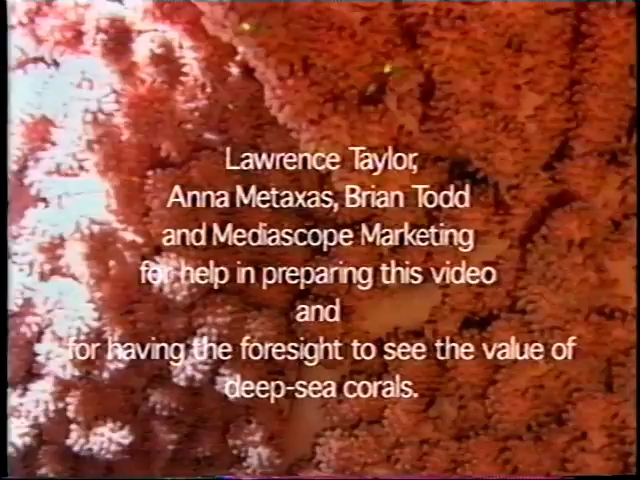 Lawrence Taylor,
Anna Metaxas, Brian Todd
and Mediascope Marketing
for help in preparing this video
and
for having the foresight to see the value of
deep-sea corals.